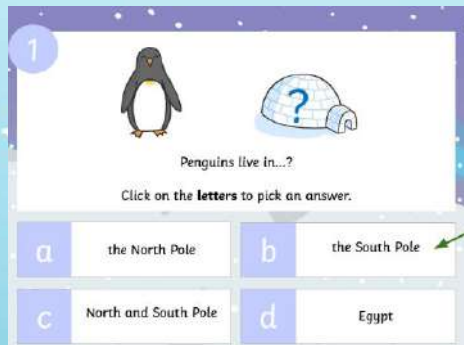 1
?
Penguins live in...?
Click on the letters to pick an answer.
a the North Pole
b the South Pole
c North and South Pole
d Egypt